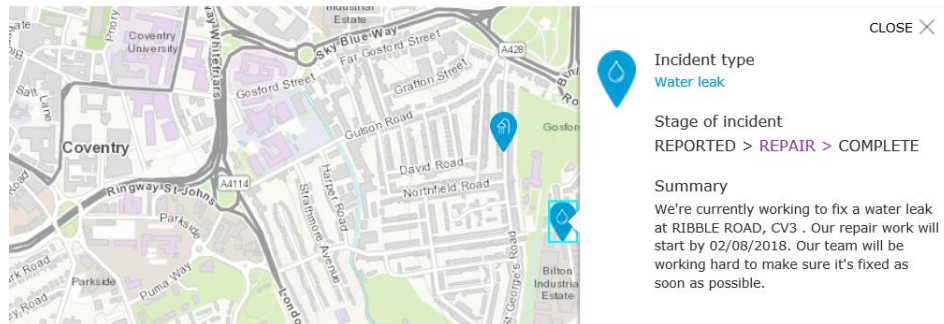 Industrial
Estate
Coventry
University
Priory
Way-Whitefriars
Sky-Blue-Way
Far Gosford Street
A428
Gosford Street
Grafton Street
Salt Lane
Gulson Road
Coventry
David Road
Northfield Road
A4114
Ringway-St-Johns
Harper Road
Strathmore Avenue
Parkside
Parkside
Puma Way
St-George's Road
Bilton
Industria
Estate
CLOSE
Incident type
Water leak
Stage of incident
REPORTED > REPAIR > COMPLETE
Summary
We're currently working to fix a water leak
at RIBBLE ROAD, CV3 . Our repair work will
start by 02/08/2018. Our team will be
working hard to make sure it's fixed as
soon as possible.